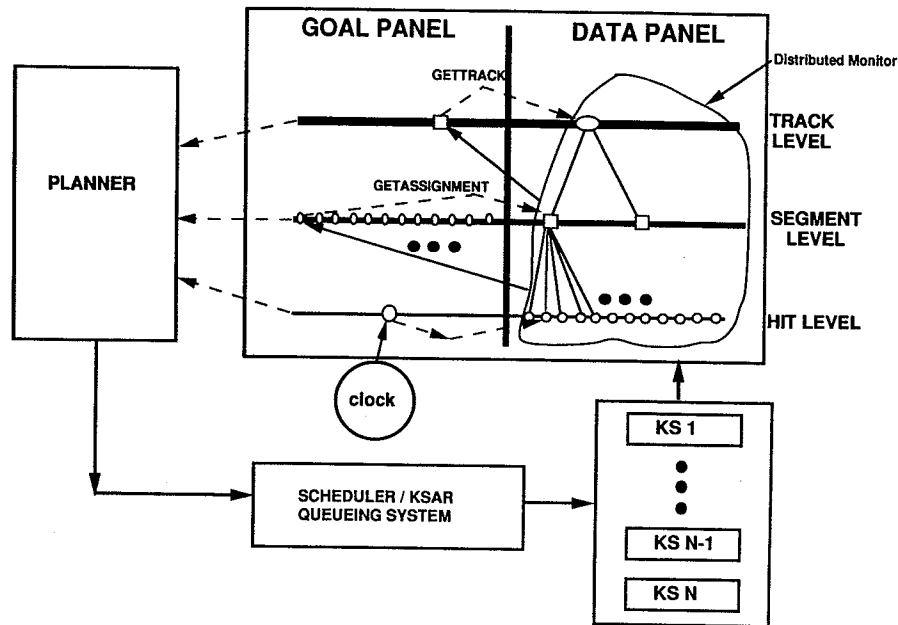 GOAL PANEL
DATA PANEL
Distributed Monitor
GETTRACK
TRACK
LEVEL
PLANNER
GETASSIGNMENT
SEGMENT
LEVEL
HIT LEVEL
clock
KS 1
SCHEDULER / KSAR
QUEUEING SYSTEM
KS N-1
KS N